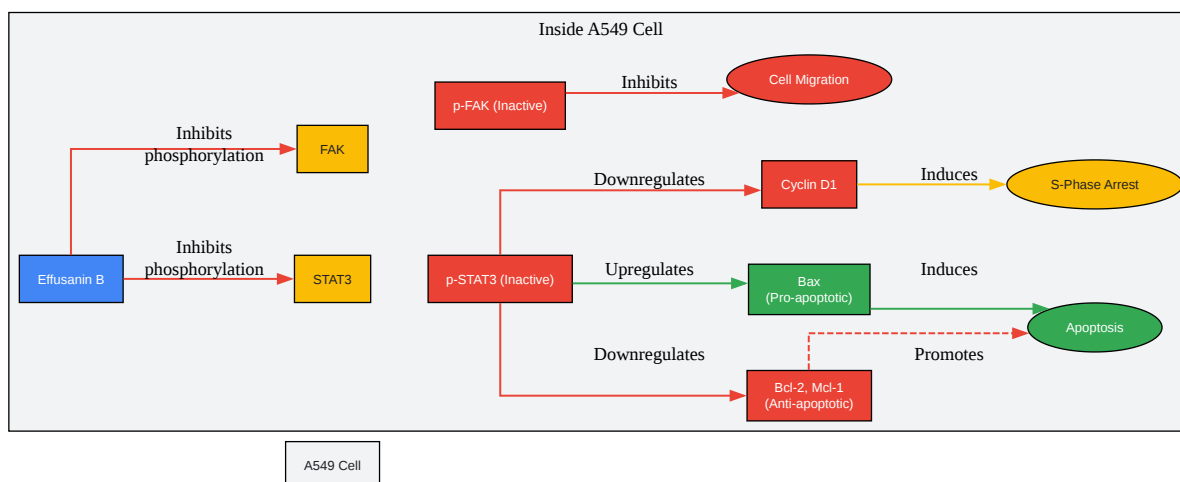 Inside A549 Cell
p-FAK (Inactive)
Inhibits
Cell Migration
Inhibits
phosphorylation
FAK
Downregulates
Cyclin D1
Induces
S-Phase Arrest
Effusanin B
Inhibits
phosphorylation
STAT3
p-STAT3 (Inactive)
Upregulates
Bax
(Pro-apoptotic)
Induces
Apoptosis
Downregulates
Bcl-2, Mcl-1
(Anti-apoptotic)
Promotes
A549 Cell